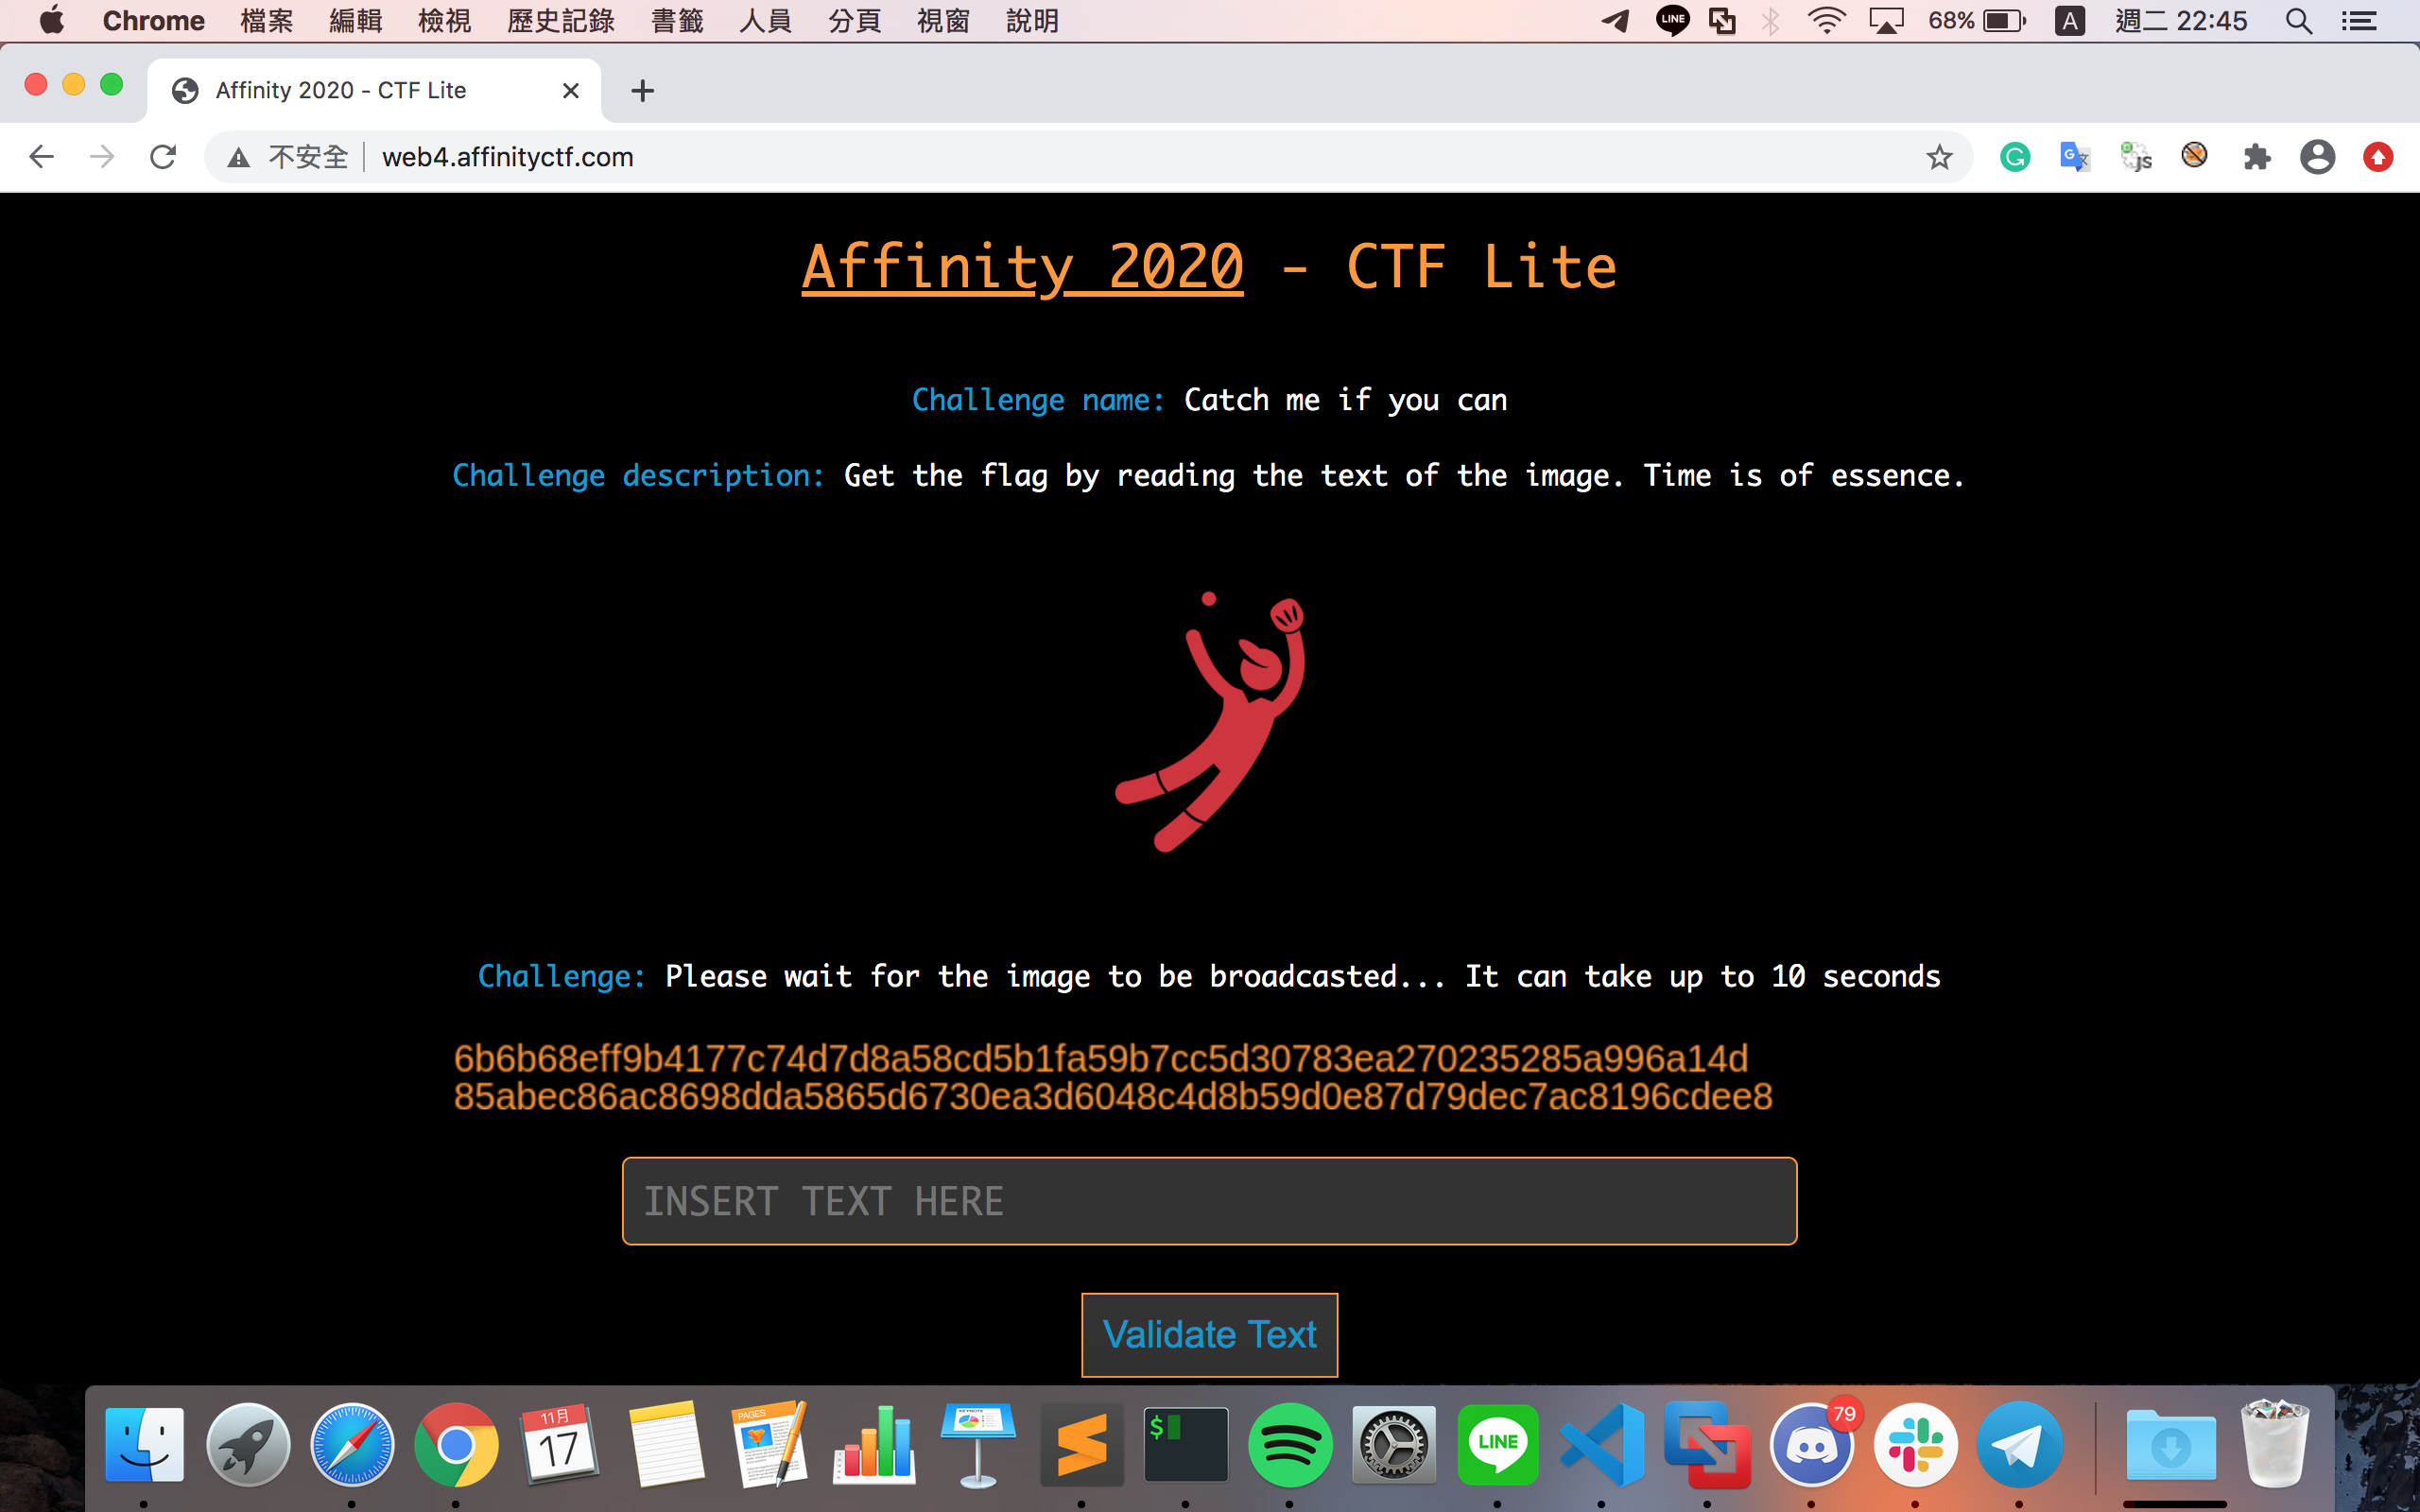 Chrome 檔案 編輯 檢視 歷史記錄 書籤 人員 分頁 視窗 說明 LINE 68% A 週二 22:45
Affinity 2020 - CTF Lite
不安全 web4.affinityctf.com
Affinity 2020 - CTF Lite
Challenge name: Catch me if you can
Challenge description: Get the flag by reading the text of the image. Time is of essence.
Challenge: Please wait for the image to be broadcasted... It can take up to 10 seconds
6b6b68eff9b4177c74d7d8a58cd5b1fa59b7cc5d30783ea270235285a996a14d
85abec86ac8698dda5865d6730ea3d6048c4d8b59d0e87d79dec7ac8196cdee8
INSERT TEXT HERE
Validate Text
11月
17
PAGES
KEYNOTE
$
LINE
79